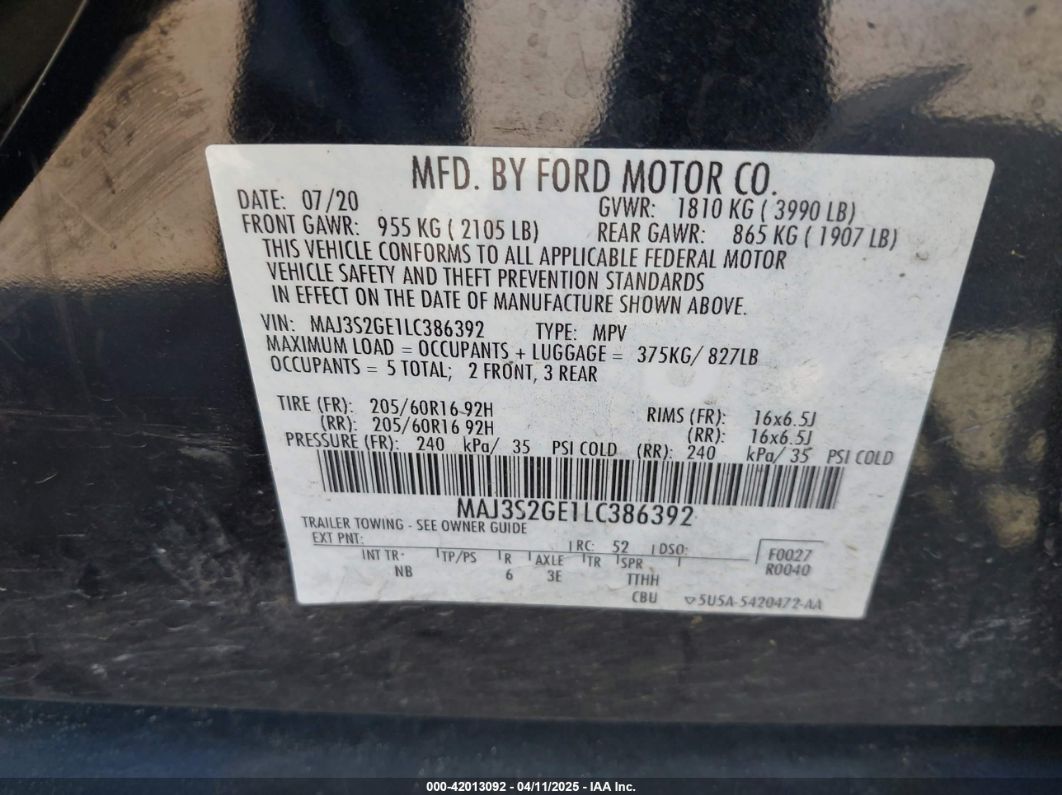 MFD. BY FORD MOTOR CO.
DATE: 07/20 GVWR: 1810 KG ( 3990 LB)
FRONT GAWR: 955 KG ( 2105 LB) REAR GAWR: 865 KG ( 1907 LB)
THIS VEHICLE CONFORMS TO ALL APPLICABLE FEDERAL MOTOR
VEHICLE SAFETY AND THEFT PREVENTION STANDARDS
IN EFFECT ON THE DATE OF MANUFACTURE SHOWN ABOVE.
VIN: MAJ3S2GE1LC386392 TYPE: MPV
MAXIMUM LOAD = OCCUPANTS + LUGGAGE = 375KG/ 827LB
OCCUPANTS = 5 TOTAL; 2 FRONT, 3 REAR
TIRE (FR): 205/60R16 92H RIMS (FR): 16x6.5J
(RR): 205/60R16 92H (RR): 16x6.5J
PRESSURE (FR): 240 kPa/ 35 PSI COLD (RR): 240 kPa/ 35 PSI COLD
MAJ3S2GE1LC386392
TRAILER TOWING - SEE OWNER GUIDE
EXT PNT: RC: 52 DSO: F0027
INT TR TP/PS R AXLE TR SPR R0040
NB 6 3E TTHH
CBU 5U5A-5420472-AA
000-42013092 - 04/11/2025 - IAA Inc.